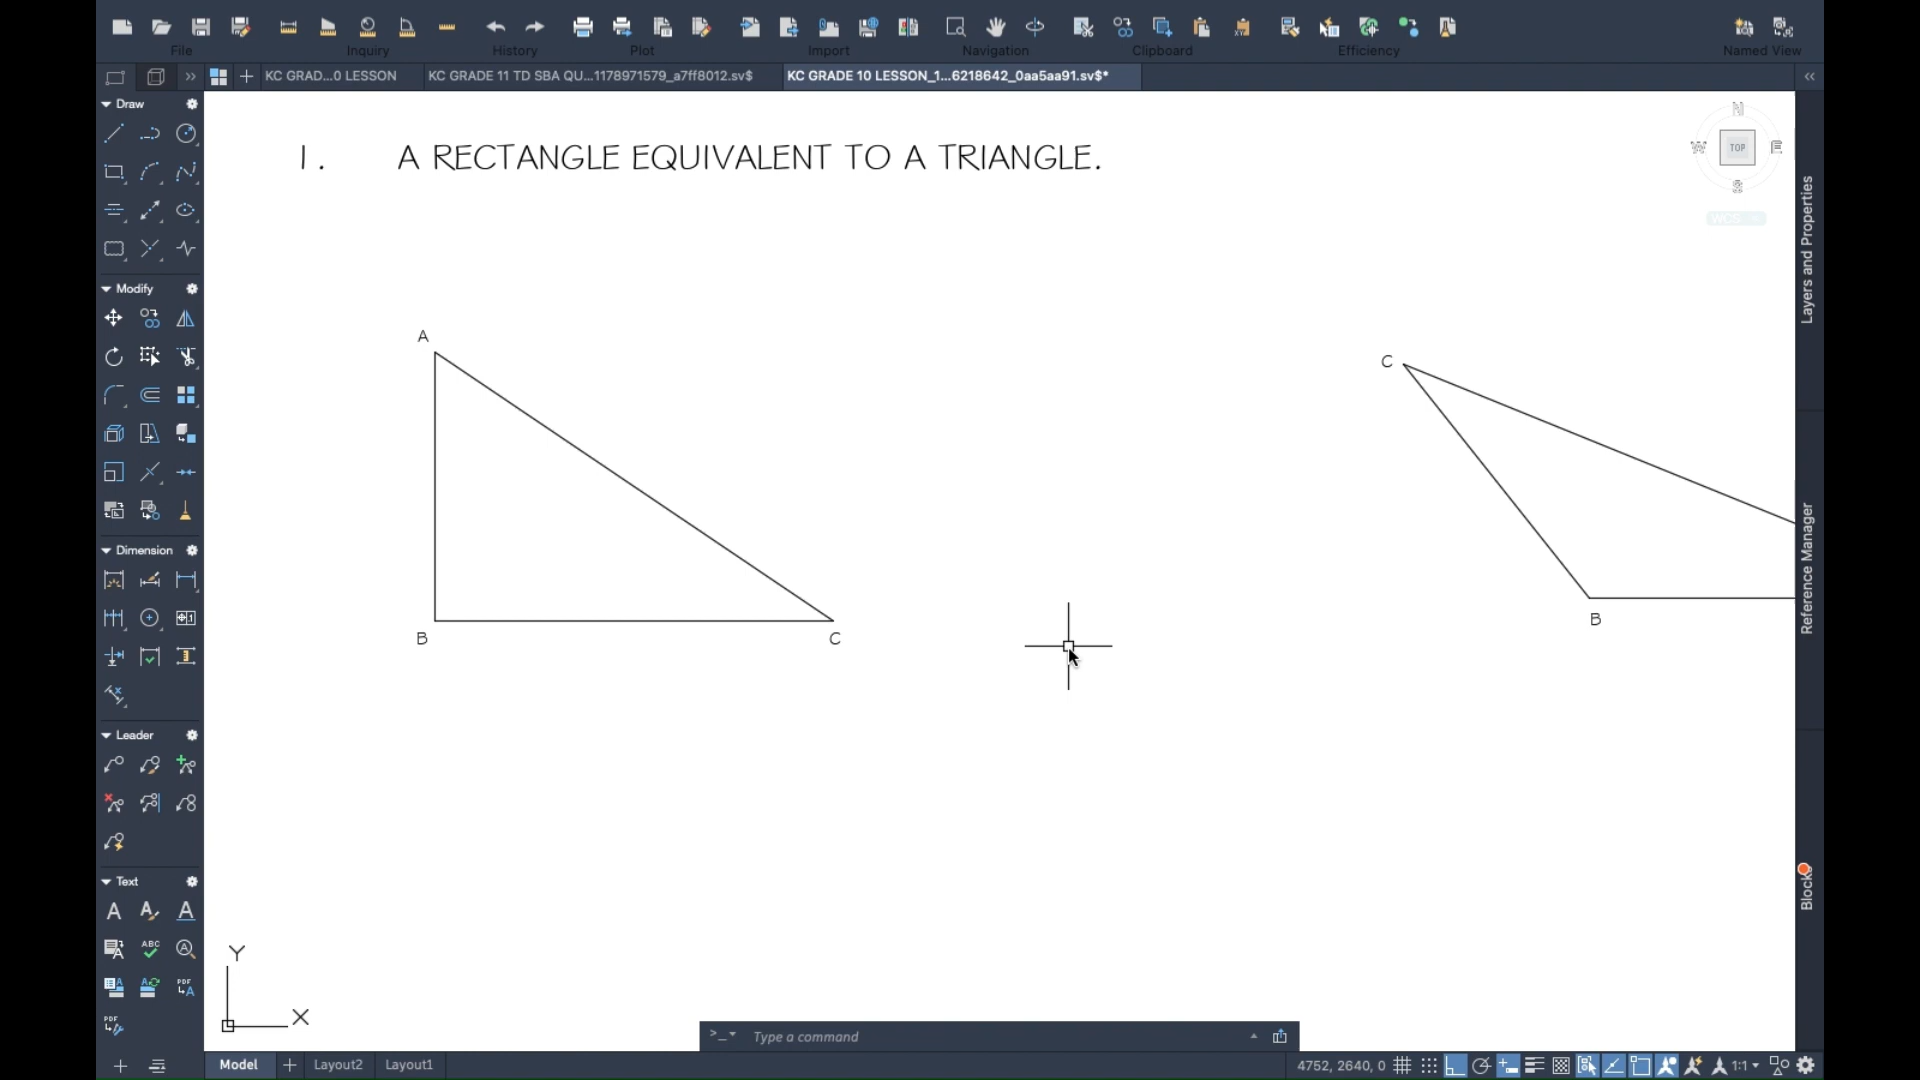 File
Inquiry
History
Plot
Import
Navigation
Clipboard
Efficiency
Named View
KC GRAD...0 LESSON
KC GRADE 11 TD SBA QU...1178971579_a7ff8012.sv$
KC GRADE 10 LESSON_1...6218642_0aa5aa91.sv$*
Draw
Modify
Dimension
Leader
Text
1. A RECTANGLE EQUIVALENT TO A TRIANGLE.
N
W
TOP
E
S
WCS
A
B
C
C
B
Layers and Properties
Reference Manager
Blocks
Y
X
Type a command
Model
Layout2
Layout1
4752, 2640, 0
1:1